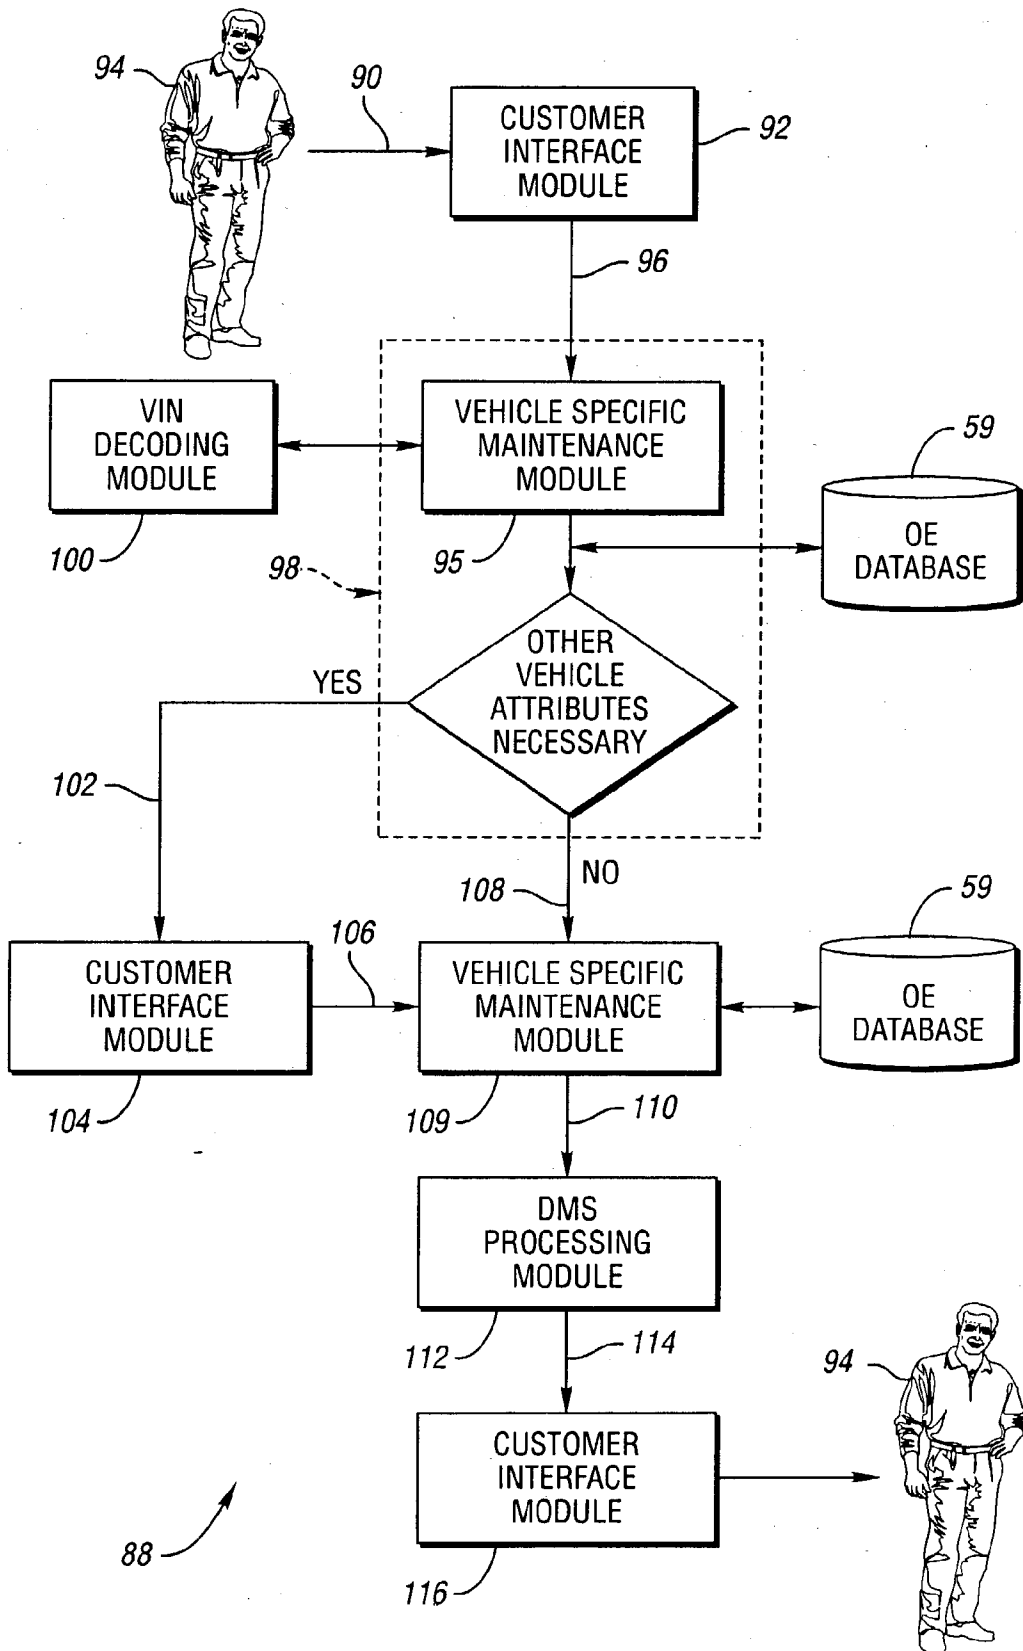 94
90
CUSTOMER
INTERFACE
MODULE
92
96
VIN
DECODING
MODULE
100
VEHICLE SPECIFIC
MAINTENANCE
MODULE
95
98
59
OE
DATABASE
OTHER
VEHICLE
ATTRIBUTES
NECESSARY
YES
102
NO
108
CUSTOMER
INTERFACE
MODULE
104
106
VEHICLE SPECIFIC
MAINTENANCE
MODULE
109
59
OE
DATABASE
110
DMS
PROCESSING
MODULE
112
114
94
CUSTOMER
INTERFACE
MODULE
116
88